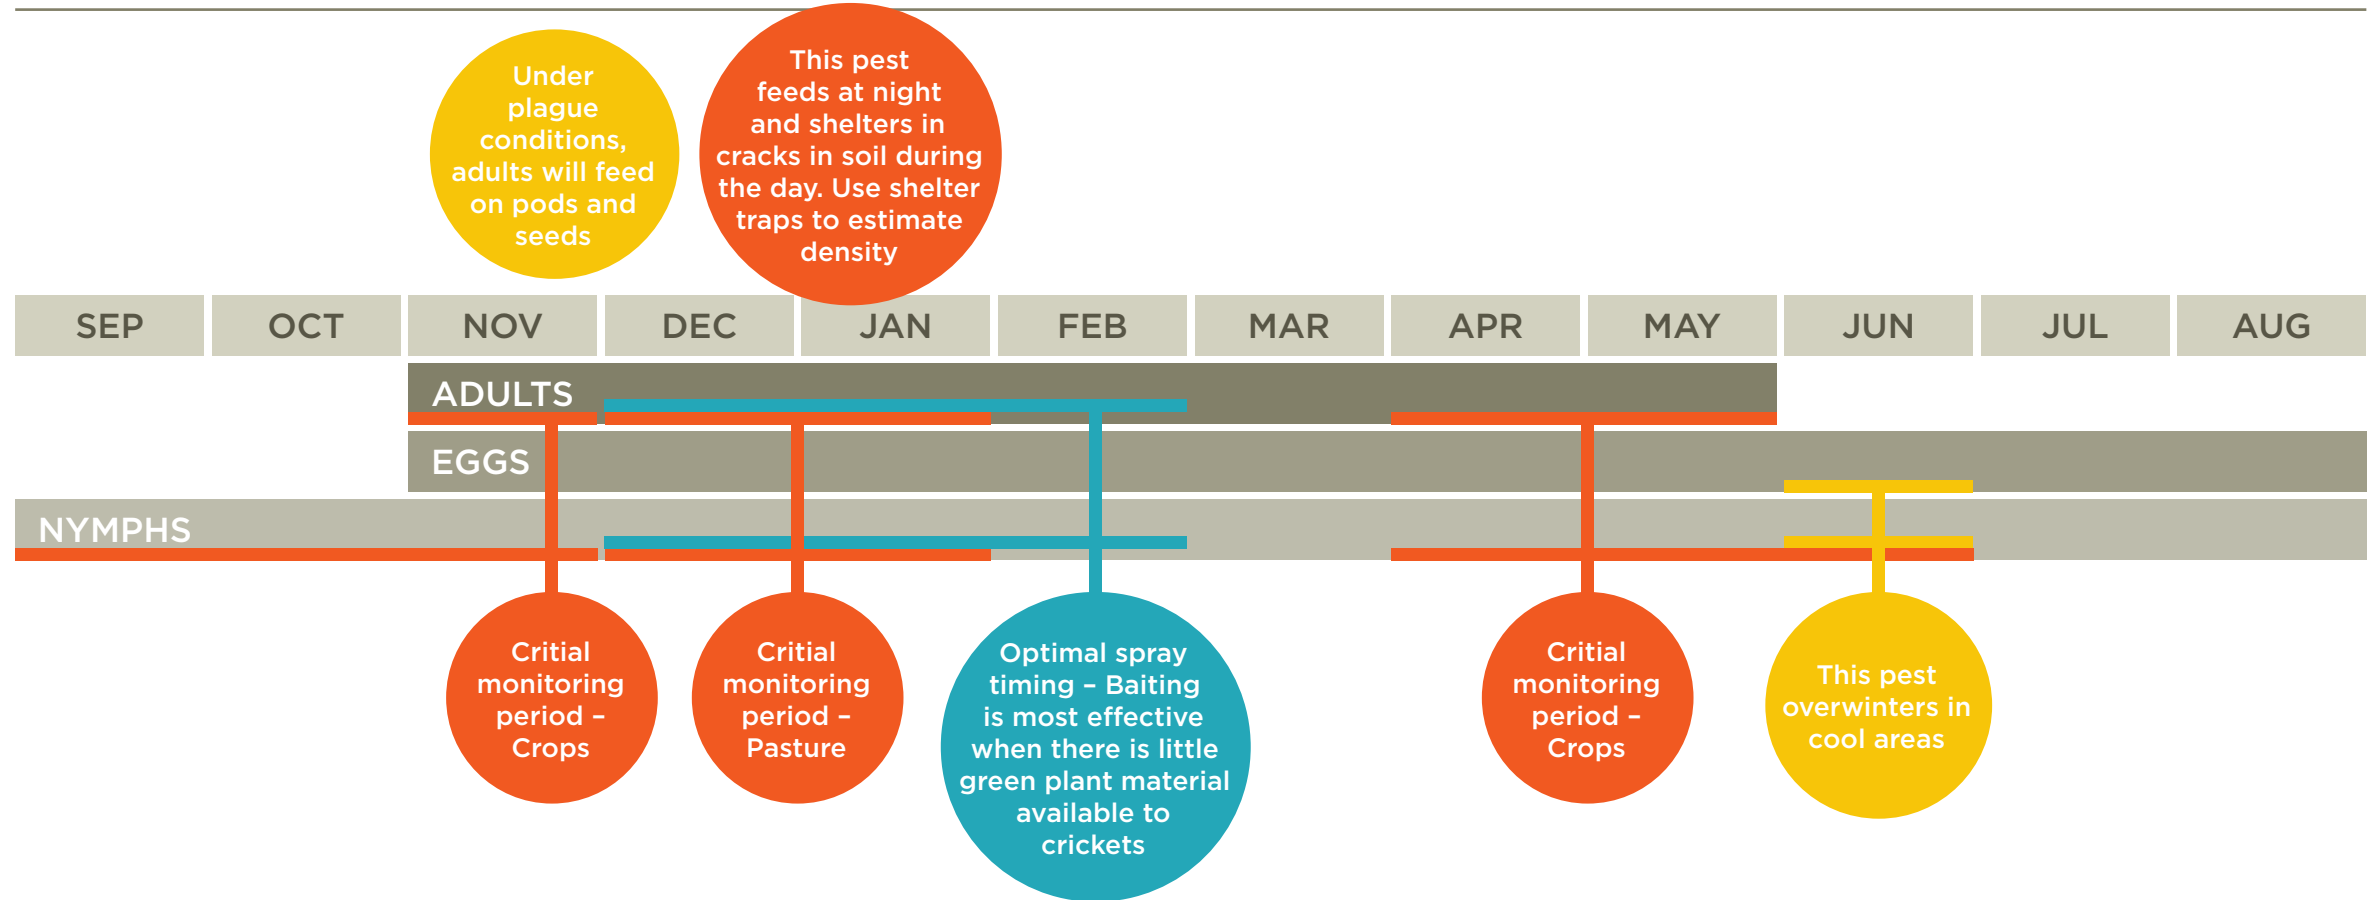 Under
plague
conditions,
adults will feed
on pods and
seeds
This pest
feeds at night
and shelters in
cracks in soil during
the day. Use shelter
traps to estimate
density
SEP OCT NOV DEC JAN FEB MAR APR MAY JUN JUL AUG
ADULTS
EGGS
NYMPHS
Critial
monitoring
period –
Crops
Critial
monitoring
period –
Pasture
Optimal spray
timing – Baiting
is most effective
when there is little
green plant material
available to
crickets
Critial
monitoring
period –
Crops
This pest
overwinters in
cool areas